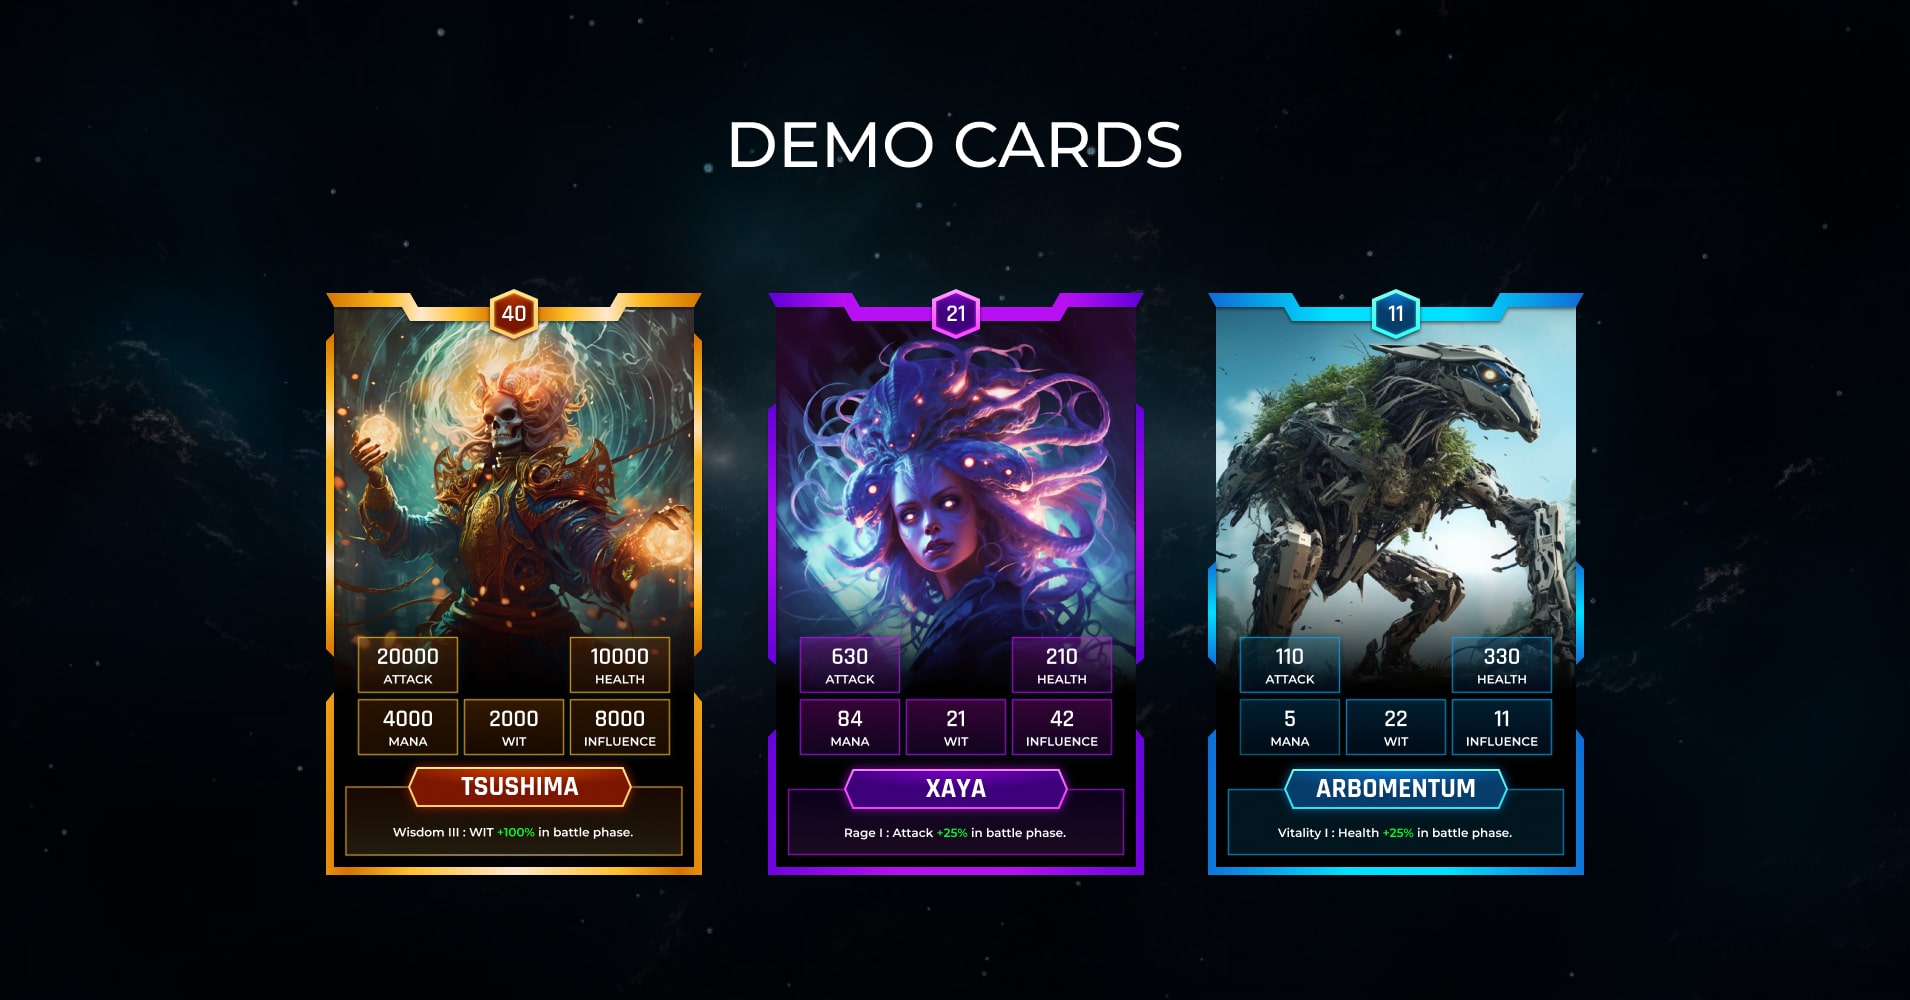 DEMO CARDS
40
20000
ATTACK
10000
HEALTH
4000
MANA
2000
WIT
8000
INFLUENCE
TSUSHIMA
Wisdom III : WIT +100% in battle phase.
21
630
ATTACK
210
HEALTH
84
MANA
21
WIT
42
INFLUENCE
XAYA
Rage I : Attack +25% in battle phase.
11
110
ATTACK
330
HEALTH
5
MANA
22
WIT
11
INFLUENCE
ARBOMENTUM
Vitality I : Health +25% in battle phase.